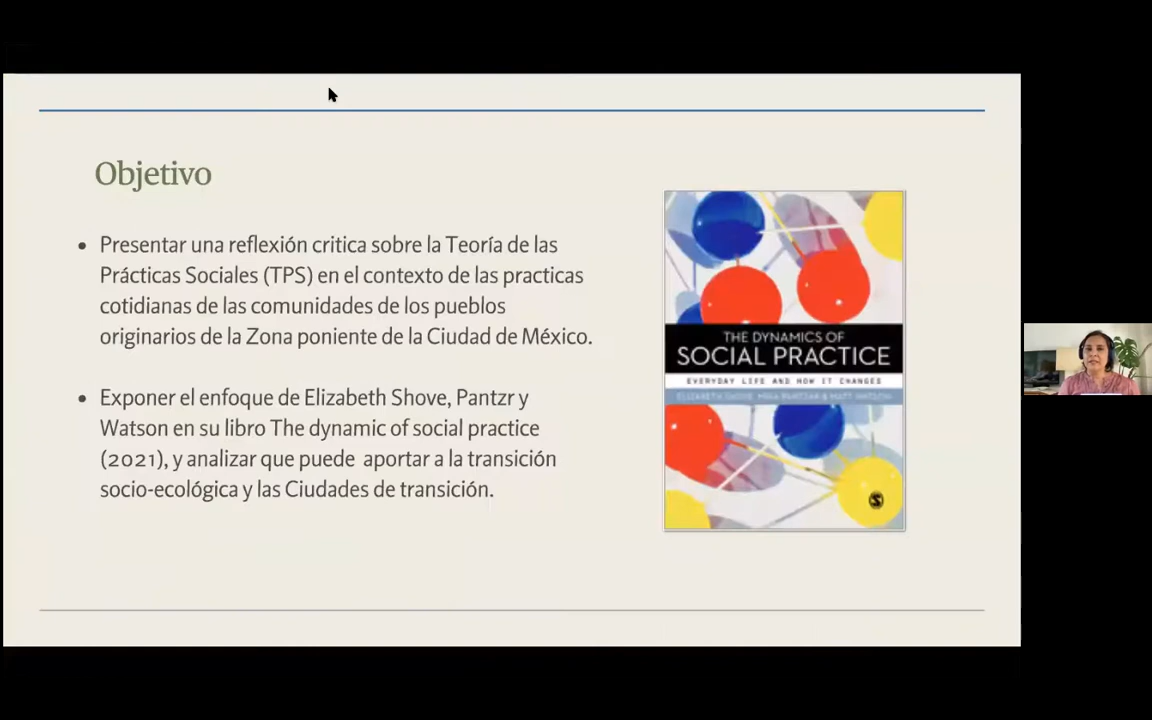 Objetivo
• Presentar una reflexión critica sobre la Teoría de las
Prácticas Sociales (TPS) en el contexto de las practicas
cotidianas de las comunidades de los pueblos
originarios de la Zona poniente de la Ciudad de México.
• Exponer el enfoque de Elizabeth Shove, Pantzr y
Watson en su libro The dynamic of social practice
(2021), y analizar que puede aportar a la transición
socio-ecológica y las Ciudades de transición.
THE DYNAMICS OF
SOCIAL PRACTICE
EVERYDAY LIFE AND HOW IT CHANGES
ELIZABETH SHOVE, MIKA PANTZAR & MATT WATSON
S